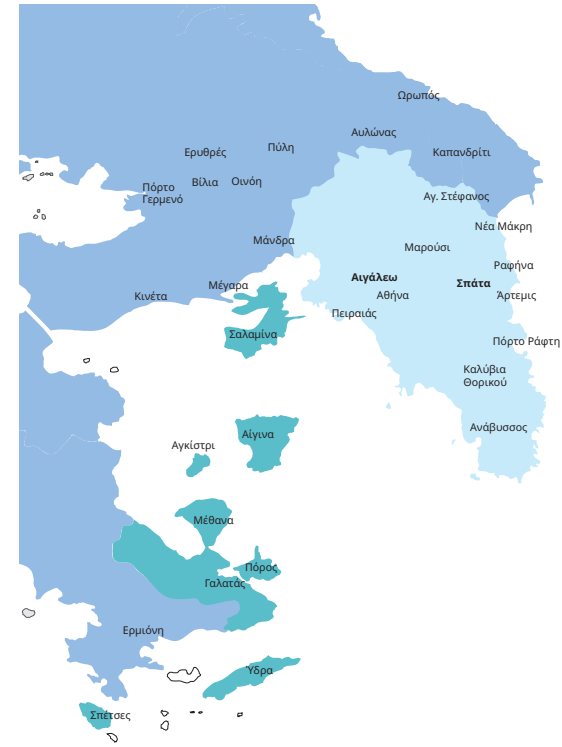 Ωρωπός
Αυλώνας
Πύλη
Ερυθρές
Καπανδρίτι
Πόρτο
Γερμενό
Βίλια
Οινόη
Αγ. Στέφανος
Νέα Μάκρη
Μάνδρα
Μαρούσι
Ραφήνα
Αιγάλεω
Σπάτα
Μέγαρα
Κινέτα
Αθήνα
Άρτεμις
Πειραιάς
Σαλαμίνα
Πόρτο Ράφτη
Καλύβια
Θορικού
Ανάβυσσος
Αίγινα
Αγκίστρι
Μέθανα
Πόρος
Γαλατάς
Ερμιόνη
Ύδρα
Σπέτσες